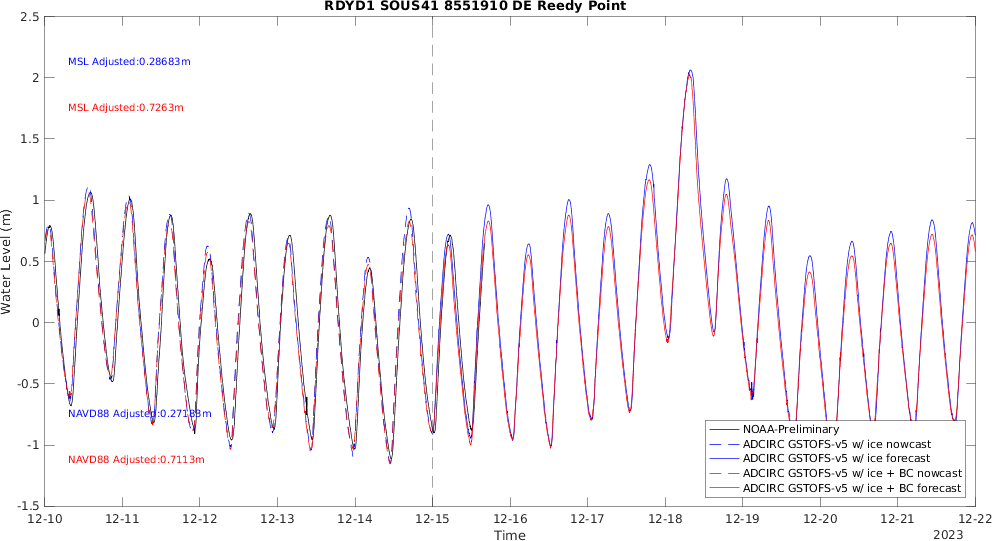 RDYD1 SOUS41 8551910 DE Reedy Point
2.5
2
1.5
1
0.5
0
-0.5
-1
-1.5
Water Level (m)
MSL Adjusted:0.28683m
MSL Adjusted:0.7263m
NAVD88 Adjusted:0.27183m
NAVD88 Adjusted:0.7113m
NOAA-Preliminary
ADCIRC GSTOFS-v5 w/ ice nowcast
ADCIRC GSTOFS-v5 w/ ice forecast
ADCIRC GSTOFS-v5 w/ ice + BC nowcast
ADCIRC GSTOFS-v5 w/ ice + BC forecast
12-10 12-11 12-12 12-13 12-14 12-15 12-16 12-17 12-18 12-19 12-20 12-21 12-22
Time
2023